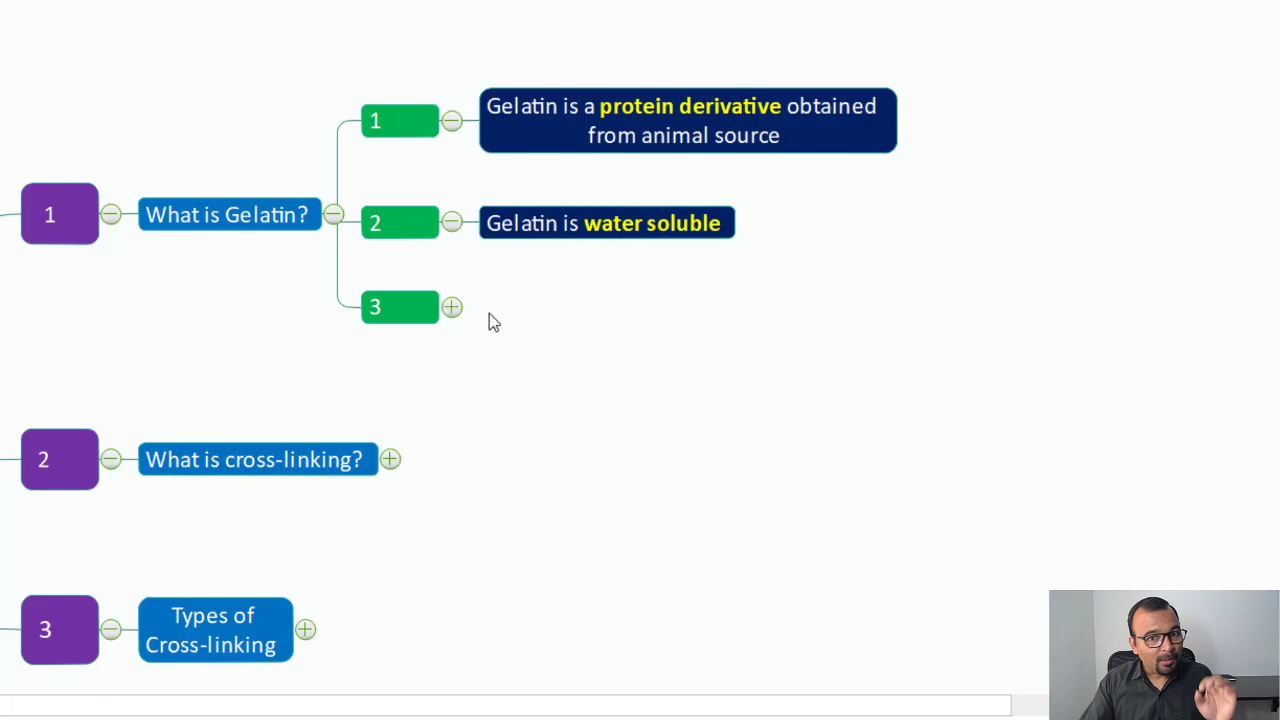 1
What is Gelatin?
1
Gelatin is a protein derivative obtained
from animal source
2
Gelatin is water soluble
3
2
What is cross-linking?
3
Types of
Cross-linking